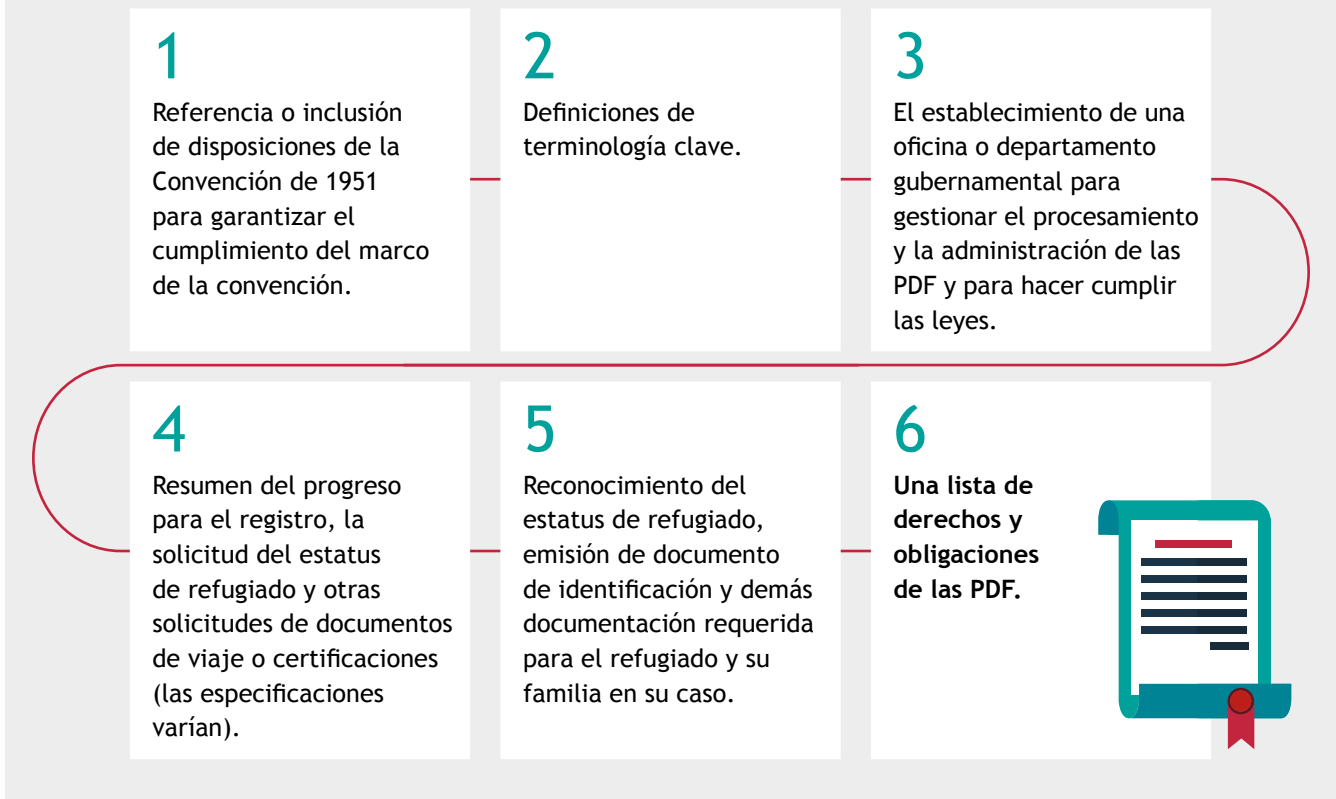 1
Referencia o inclusión
de disposiciones de la
Convención de 1951
para garantizar el
cumplimiento del marco
de la convención.
2
Definiciones de
terminología clave.
3
El establecimiento de una
oficina o departamento
gubernamental para
gestionar el procesamiento
y la administración de las
PDF y para hacer cumplir
las leyes.
4
Resumen del progreso
para el registro, la
solicitud del estatus
de refugiado y otras
solicitudes de documentos
de viaje o certificaciones
(las especificaciones
varían).
5
Reconocimiento del
estatus de refugiado,
emisión de documento
de identificación y demás
documentación requerida
para el refugiado y su
familia en su caso.
6
Una lista de
derechos y
obligaciones
de las PDF.